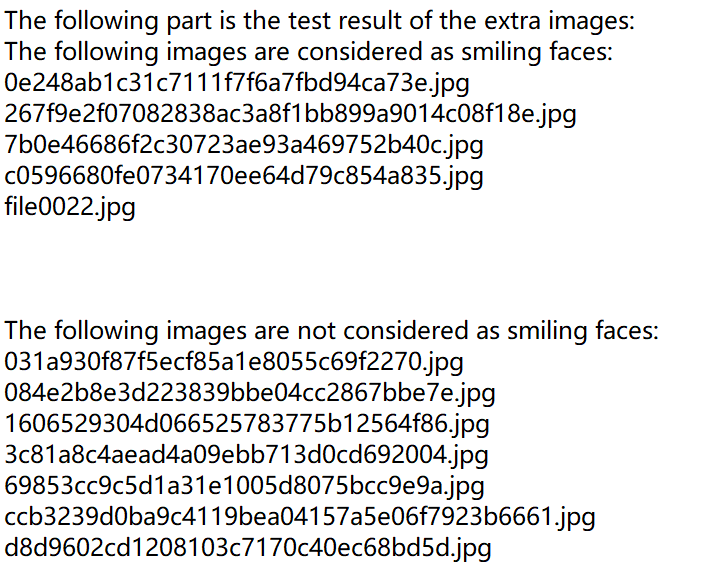 The following part is the test result of the extra images:
The following images are considered as smiling faces:
0e248ab1c31c7111f7f6a7fbd94ca73e.jpg
267f9e2f07082838ac3a8f1bb899a9014c08f18e.jpg
7b0e46686f2c30723ae93a469752b40c.jpg
c0596680fe0734170ee64d79c854a835.jpg
file0022.jpg
The following images are not considered as smiling faces:
031a930f87f5ecf85a1e8055c69f2270.jpg
084e2b8e3d223839bbe04cc2867bbe7e.jpg
1606529304d066525783775b12564f86.jpg
3c81a8c4aead4a09ebb713d0cd692004.jpg
69853cc9c5d1a31e1005d8075bcc9e9a.jpg
ccb3239d0ba9c4119bea04157a5e06f7923b6661.jpg
d8d9602cd1208103c7170c40ec68bd5d.jpg